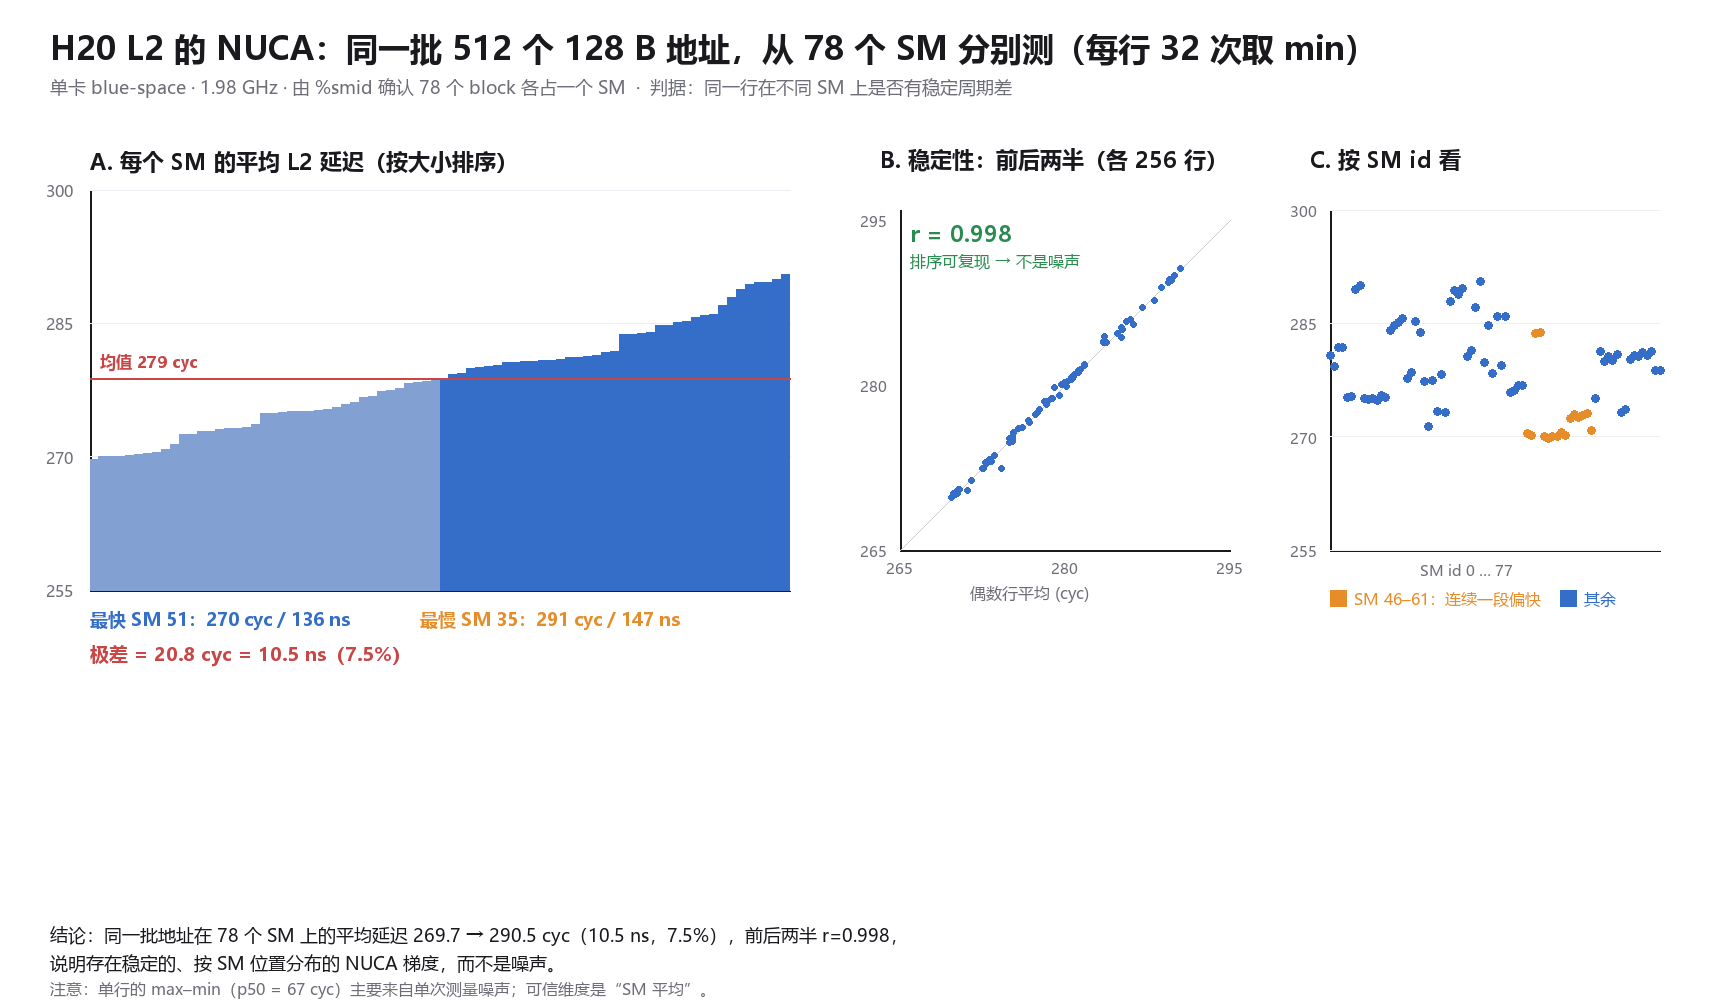 H20 L2 的 NUCA：同一批 512 个 128 B 地址，从 78 个 SM 分别测（每行 32 次取 min）
单卡 blue-space · 1.98 GHz · 由 %smid 确认 78 个 block 各占一个 SM · 判据：同一行在不同 SM 上是否有稳定周期差
A. 每个 SM 的平均 L2 延迟（按大小排序）
300
285
270
255
均值 279 cyc
最快 SM 51：270 cyc / 136 ns
最慢 SM 35：291 cyc / 147 ns
极差 = 20.8 cyc = 10.5 ns（7.5%）
B. 稳定性：前后两半（各 256 行）
295
280
265
r = 0.998
排序可复现 → 不是噪声
265
280
295
偶数行平均 (cyc)
C. 按 SM id 看
300
285
270
255
SM id 0 … 77
SM 46–61：连续一段偏快
其余
结论：同一批地址在 78 个 SM 上的平均延迟 269.7 → 290.5 cyc（10.5 ns，7.5%），前后两半 r=0.998，
说明存在稳定的、按 SM 位置分布的 NUCA 梯度，而不是噪声。
注意：单行的 max–min（p50 = 67 cyc）主要来自单次测量噪声；可信维度是“SM 平均”。